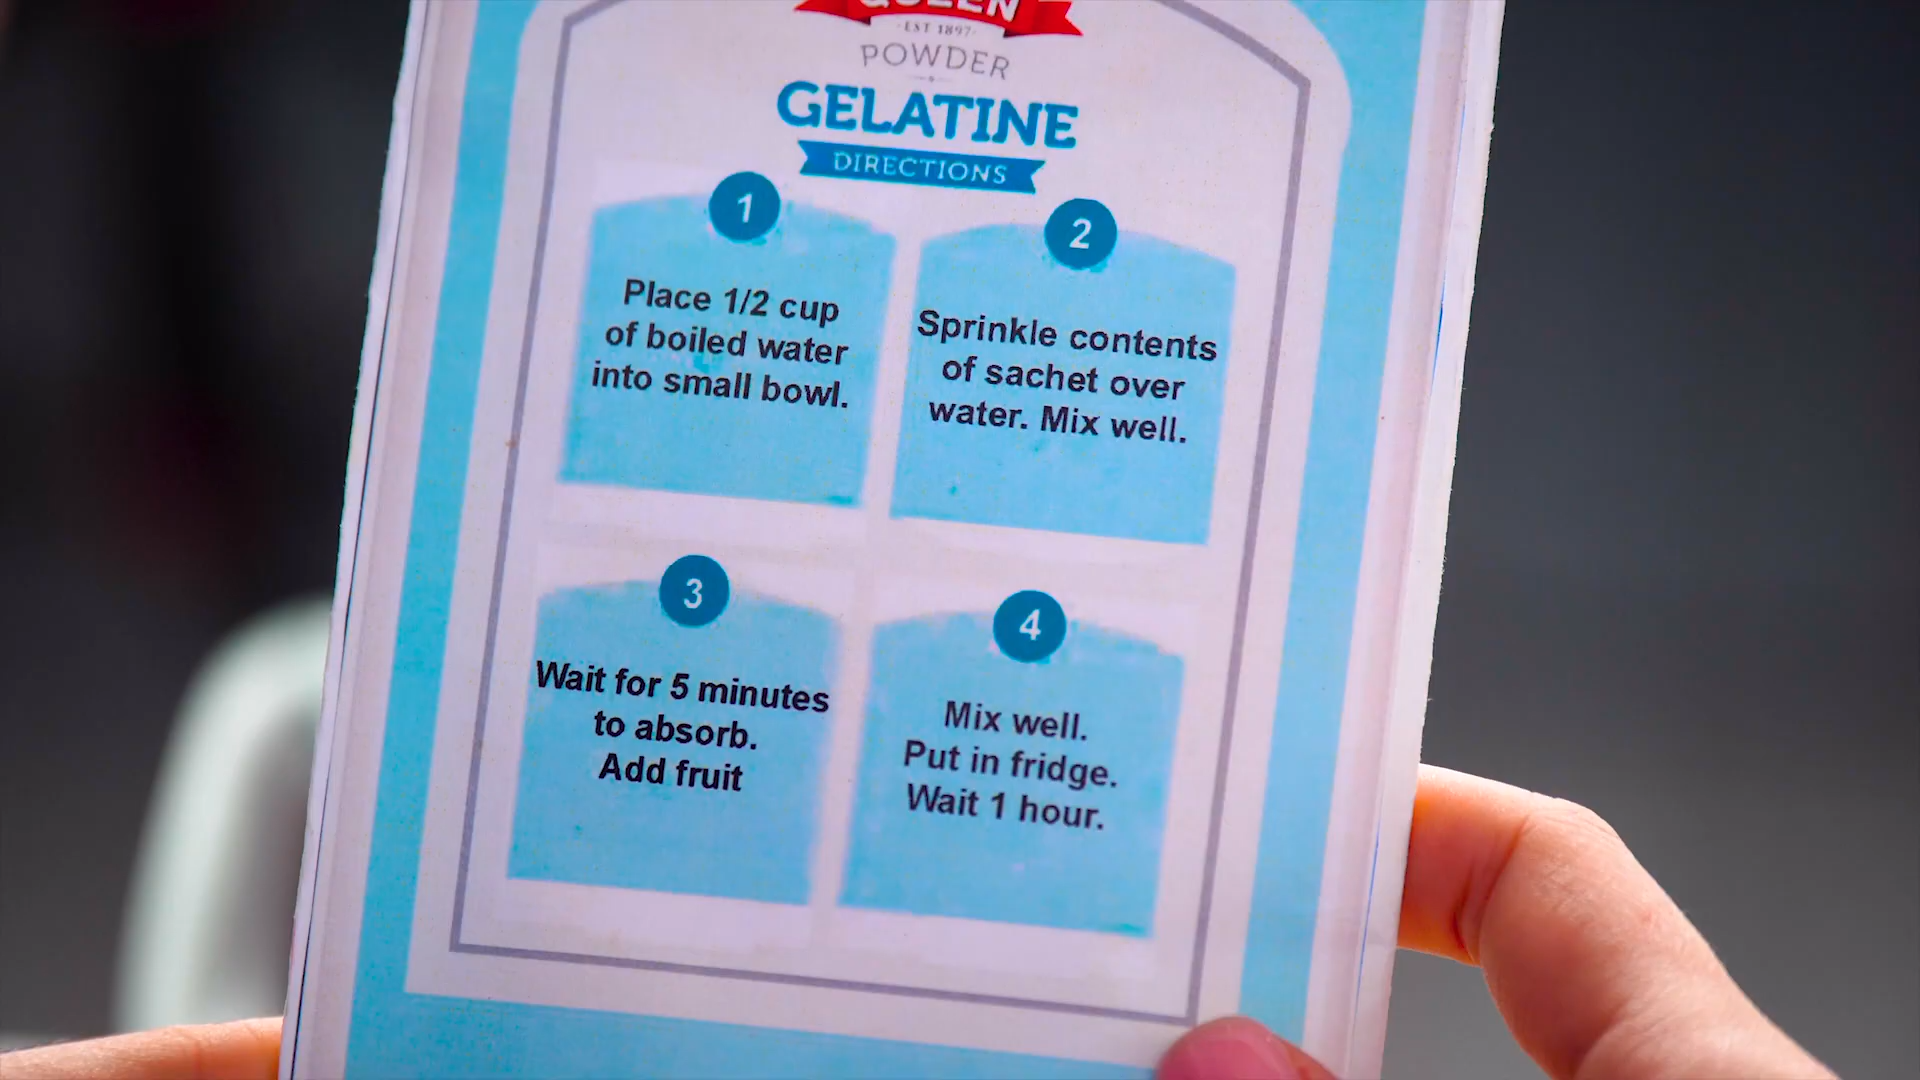 QUEEN
EST 1897
POWDER
GELATINE
DIRECTIONS
1
Place 1/2 cup
of boiled water
into small bowl.
2
Sprinkle contents
of sachet over
water. Mix well.
3
Wait for 5 minutes
to absorb.
Add fruit
4
Mix well.
Put in fridge.
Wait 1 hour.